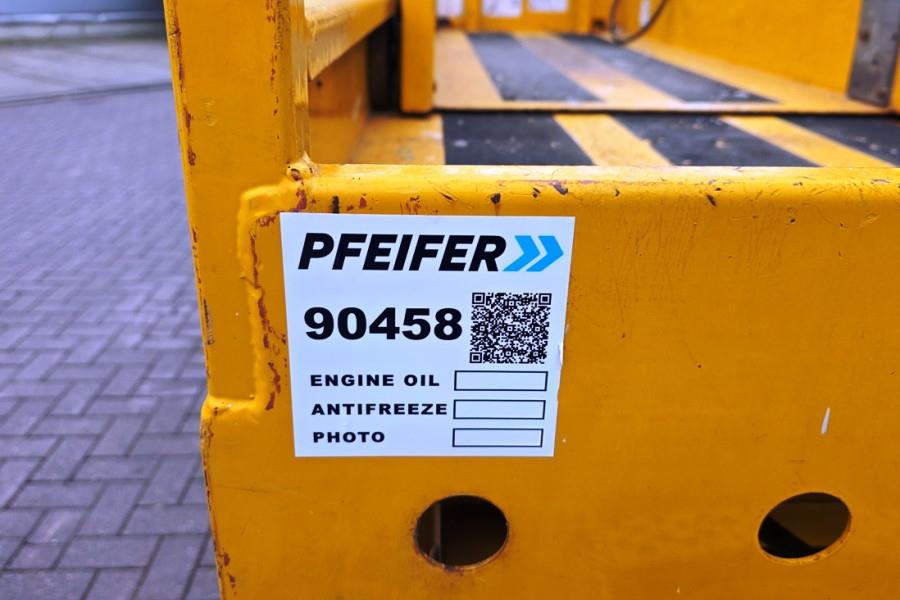 PFEIFER
90458
ENGINE OIL
ANTIFREEZE
PHOTO